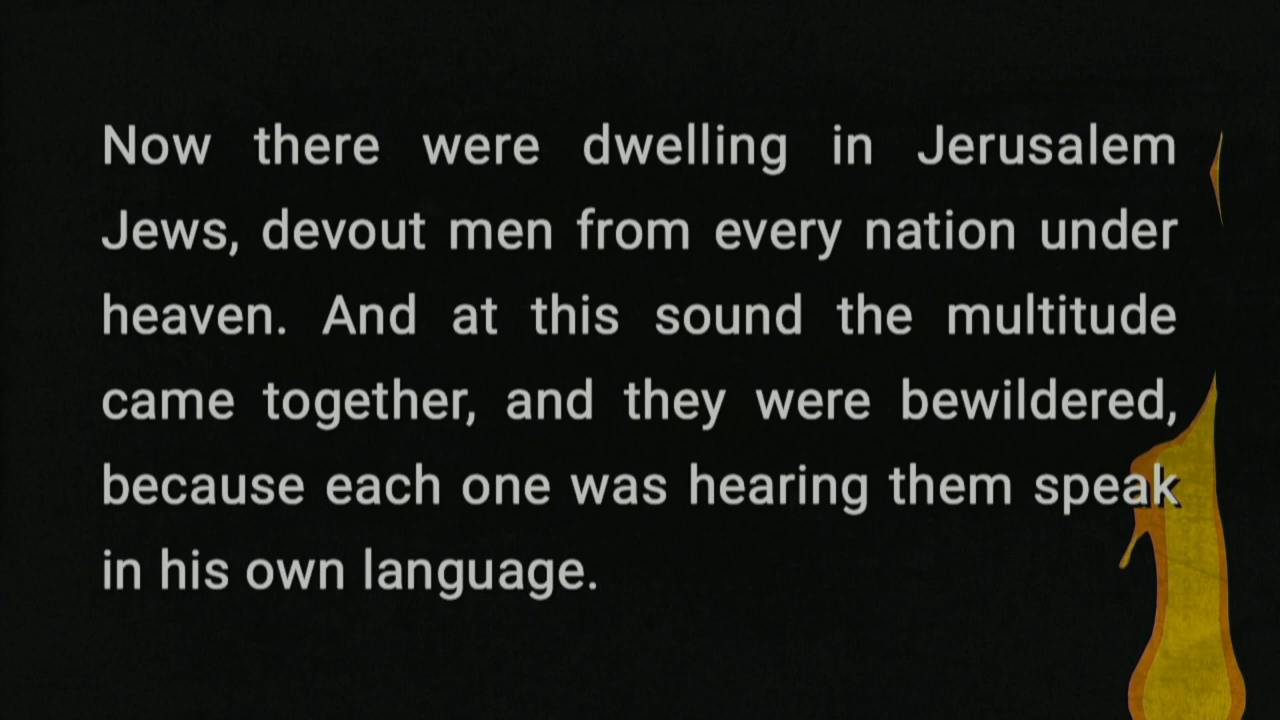 Now there were dwelling in Jerusalem
Jews, devout men from every nation under
heaven. And at this sound the multitude
came together, and they were bewildered,
because each one was hearing them speak
in his own language.